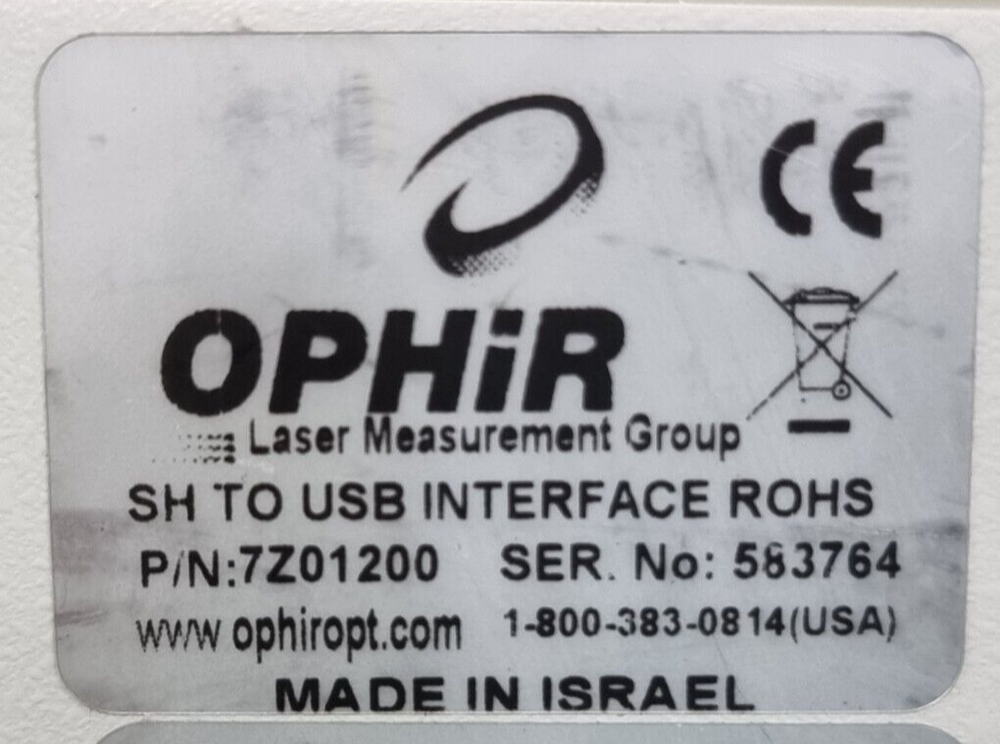 CE
OPHiR
Laser Measurement Group
SH TO USB INTERFACE ROHS
P/N:7Z01200 SER. No: 583764
www.ophiropt.com 1-800-383-0814(USA)
MADE IN ISRAEL